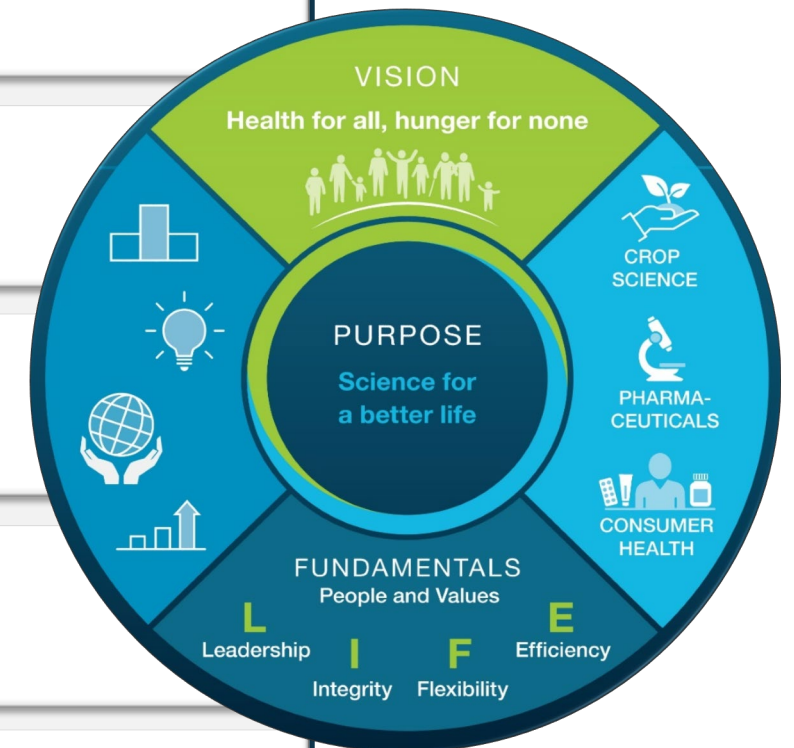 VISION
Health for all, hunger for none
CROP
SCIENCE
PURPOSE
Science for
a better life
PHARMA-
CEUTICALS
CONSUMER
HEALTH
FUNDAMENTALS
People and Values
L I F E
Leadership Efficiency
Integrity Flexibility